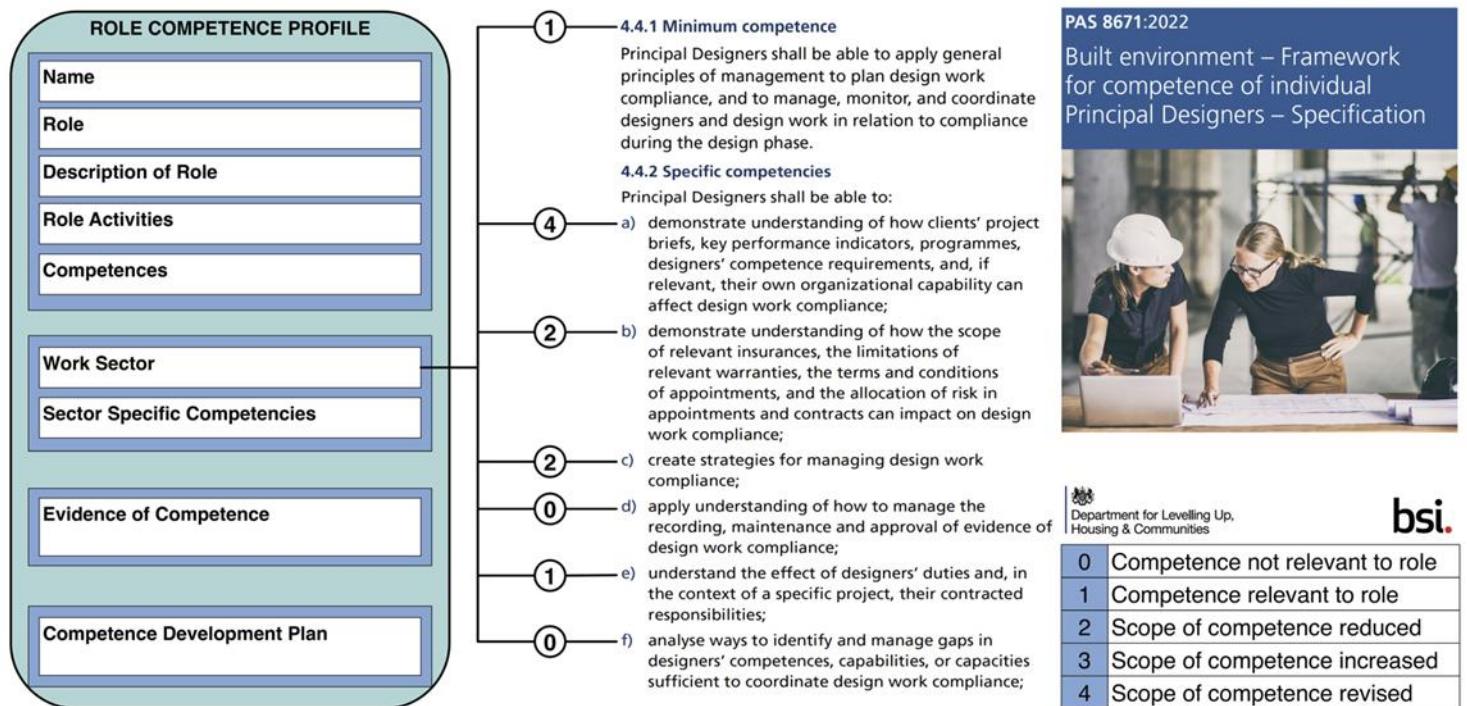 ROLE COMPETENCE PROFILE
Name
Role
Description of Role
Role Activities
Competences
Work Sector
Sector Specific Competencies
Evidence of Competence
Competence Development Plan
1
4.4.1 Minimum competence
Principal Designers shall be able to apply general
principles of management to plan design work
compliance, and to manage, monitor, and coordinate
designers and design work in relation to compliance
during the design phase.
4.4.2 Specific competencies
Principal Designers shall be able to:
4
a) demonstrate understanding of how clients' project
briefs, key performance indicators, programmes,
designers' competence requirements, and, if
relevant, their own organizational capability can
affect design work compliance;
2
b) demonstrate understanding of how the scope
of relevant insurances, the limitations of
relevant warranties, the terms and conditions
of appointments, and the allocation of risk in
appointments and contracts can impact on design
work compliance;
2
c) create strategies for managing design work
compliance;
0
d) apply understanding of how to manage the
recording, maintenance and approval of evidence of
design work compliance;
1
e) understand the effect of designers' duties and, in
the context of a specific project, their contracted
responsibilities;
0
f) analyse ways to identify and manage gaps in
designers' competences, capabilities, or capacities
sufficient to coordinate design work compliance;
PAS 8671:2022
Built environment – Framework
for competence of individual
Principal Designers – Specification
Department for Levelling Up,
Housing & Communities
bsi.
0 Competence not relevant to role
1 Competence relevant to role
2 Scope of competence reduced
3 Scope of competence increased
4 Scope of competence revised